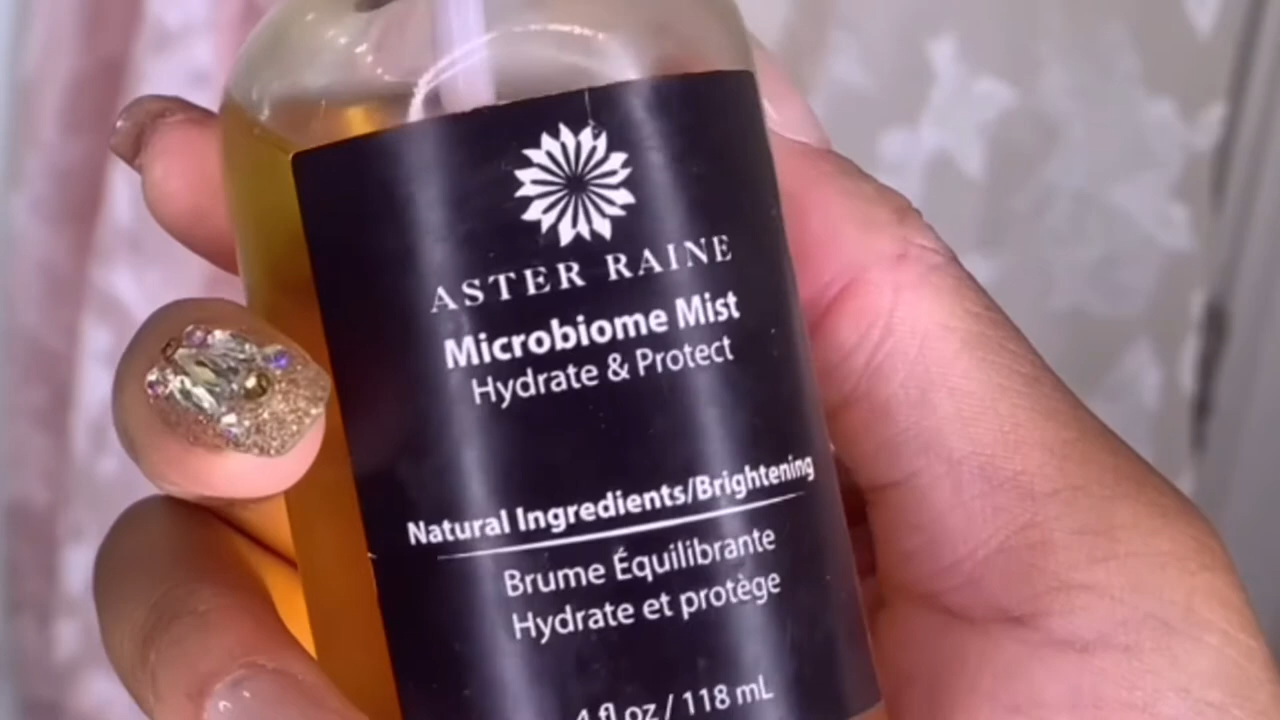 ASTER RAINE
Microbiome Mist
Hydrate & Protect
Natural Ingredients/Brightening
Brume Équilibrante
Hydrate et protège
4 fl oz / 118 mL